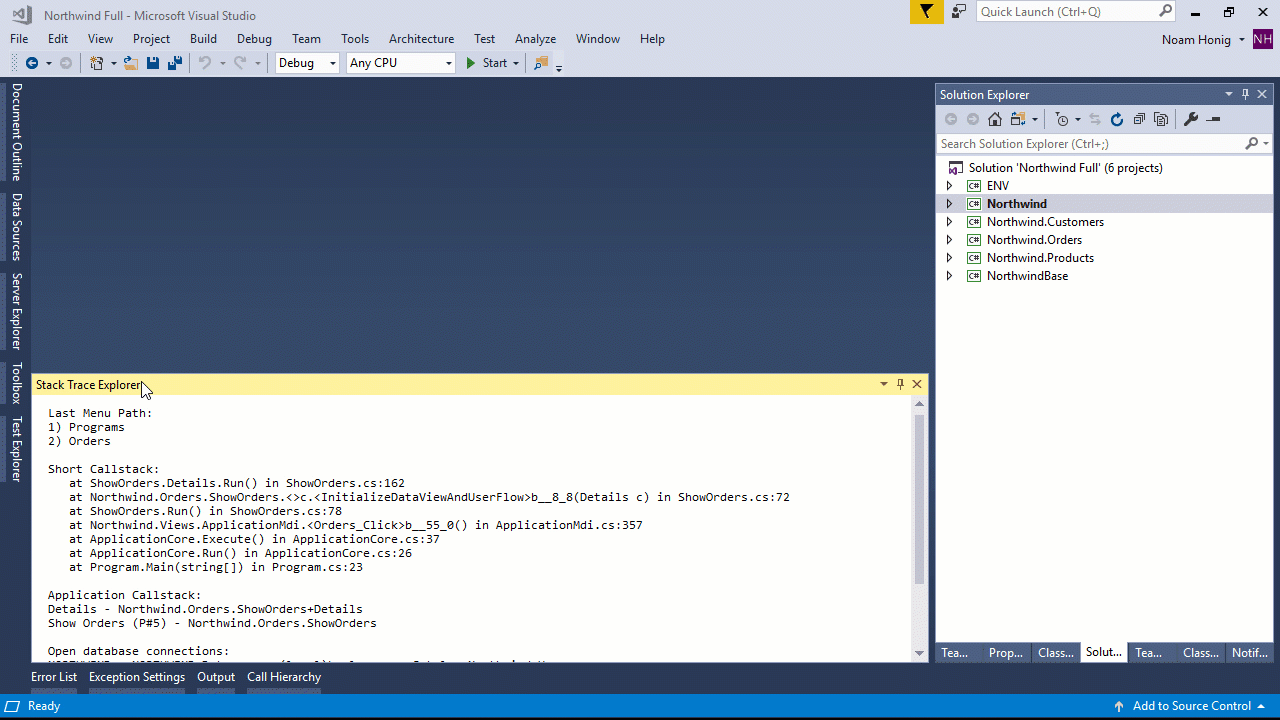 Northwind Full - Microsoft Visual Studio
Quick Launch (Ctrl+Q)
File Edit View Project Build Debug Team Tools Architecture Test Analyze Window Help
Noam Honig NH
Debug Any CPU Start
Document Outline
Data Sources
Server Explorer
Toolbox
Test Explorer
Solution Explorer
Search Solution Explorer (Ctrl+;)
Solution 'Northwind Full' (6 projects)
C# ENV
C# Northwind
C# Northwind.Customers
C# Northwind.Orders
C# Northwind.Products
C# NorthwindBase
Stack Trace Explorer
Last Menu Path:
1) Programs
2) Orders
Short Callstack:
at ShowOrders.Details.Run() in ShowOrders.cs:162
at Northwind.Orders.ShowOrders.<>c.<InitializeDataViewAndUserFlow>b__8_8(Details c) in ShowOrders.cs:72
at ShowOrders.Run() in ShowOrders.cs:78
at Northwind.Views.ApplicationMdi.<Orders_Click>b__55_0() in ApplicationMdi.cs:357
at ApplicationCore.Execute() in ApplicationCore.cs:37
at ApplicationCore.Run() in ApplicationCore.cs:26
at Program.Main(string[]) in Program.cs:23
Application Callstack:
Details - Northwind.Orders.ShowOrders+Details
Show Orders (P#5) - Northwind.Orders.ShowOrders
Open database connections:
Tea... Prop... Class... Solut... Tea... Class... Notif...
Error List Exception Settings Output Call Hierarchy
Ready
Add to Source Control